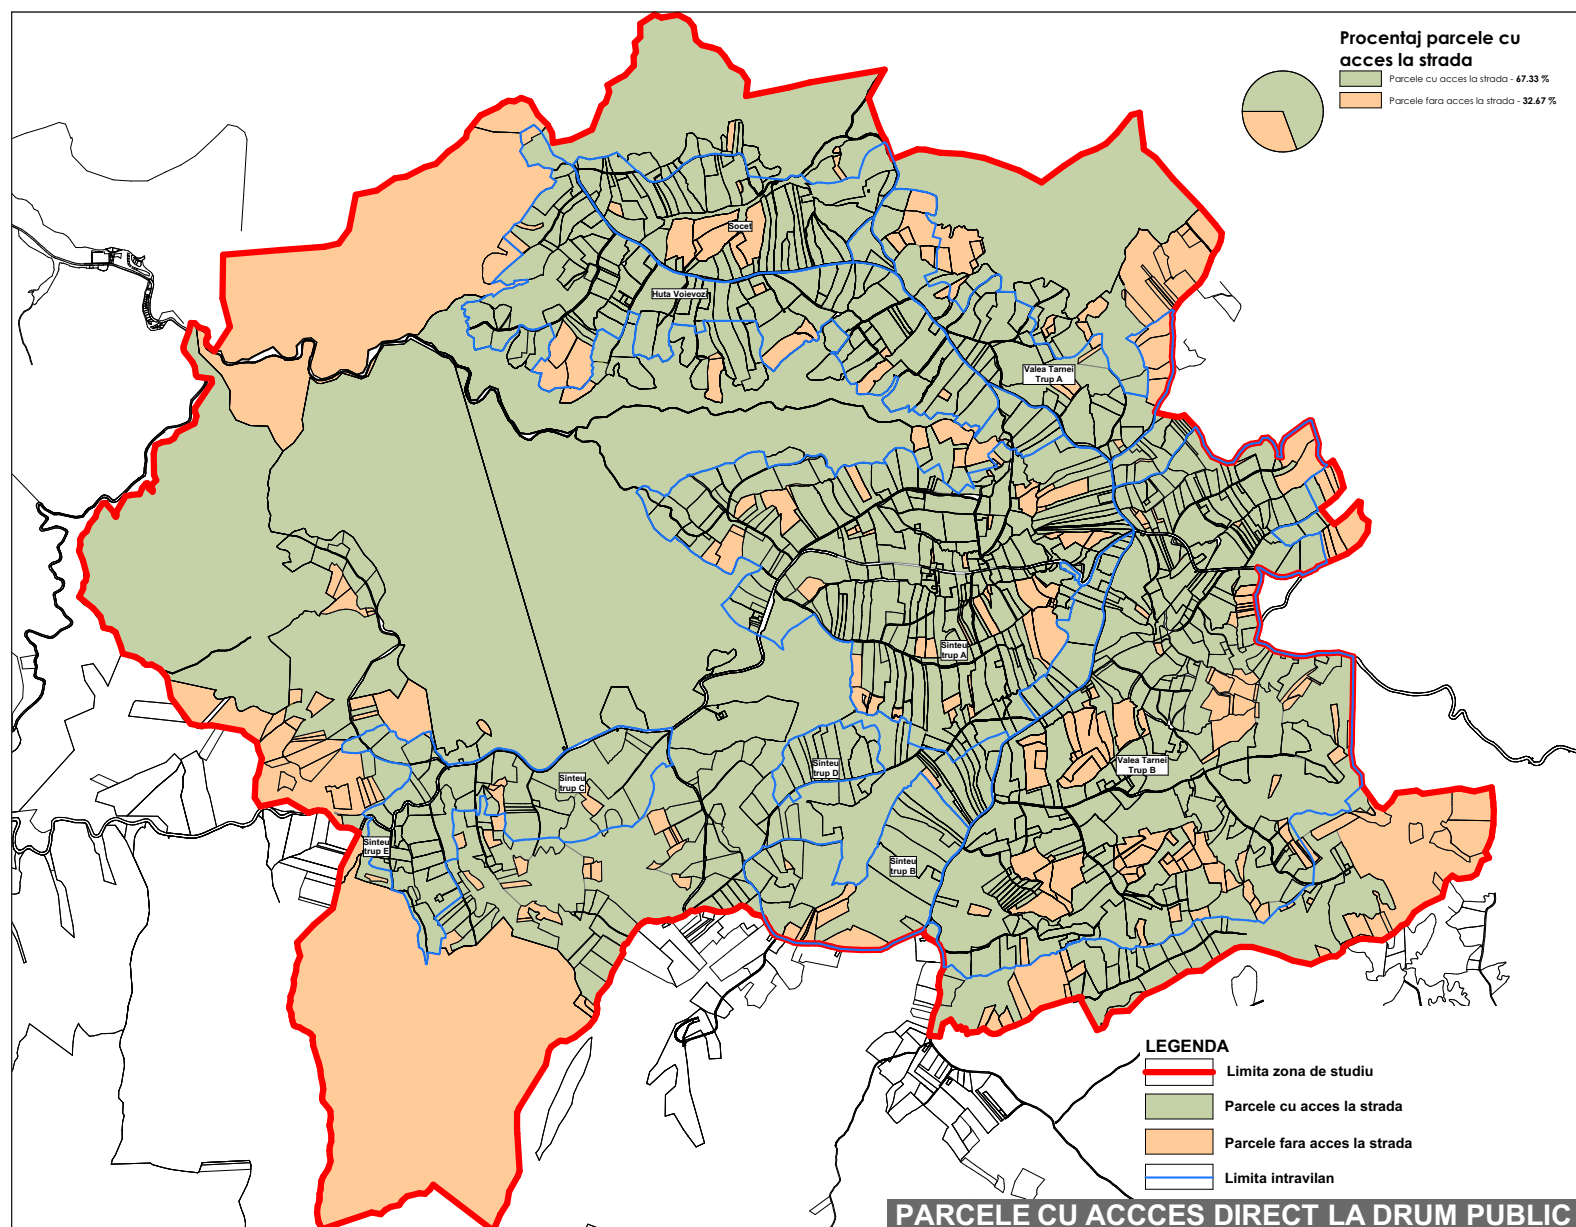 Procentaj parcele cu
acces la strada
Parcele cu acces la strada - 67.33 %
Parcele fara acces la strada - 32.67 %
Socet
Huta Voievozi
Valea Tarnei
Trup A
Sinteu
trup A
Sinteu
trup D
Valea Tarnei
Trup B
Sinteu
trup C
Sinteu
trup E
Sinteu
trup B
LEGENDA
Limita zona de studiu
Parcele cu acces la strada
Parcele fara acces la strada
Limita intravilan
PARCELE CU ACCCES DIRECT LA DRUM PUBLIC